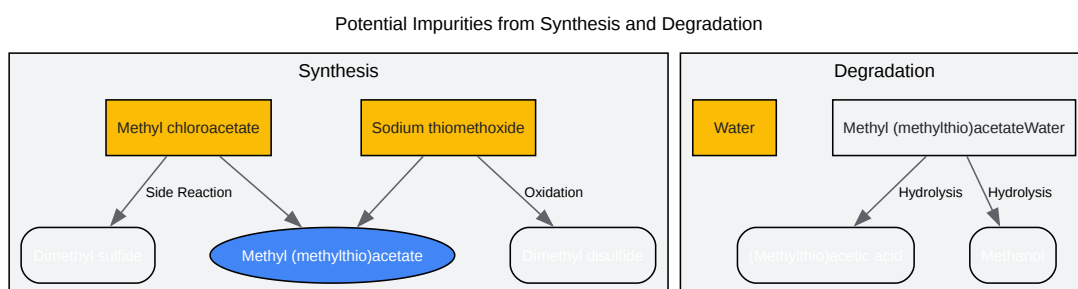 Potential Impurities from Synthesis and Degradation
Synthesis
Methyl chloroacetate
Sodium thiomethoxide
Side Reaction
Oxidation
Dimethyl sulfide
Methyl (methylthio)acetate
Dimethyl disulfide
Degradation
Water
Methyl (methylthio)acetateWater
Hydrolysis
Hydrolysis
(Methylthio)acetic acid
Methanol